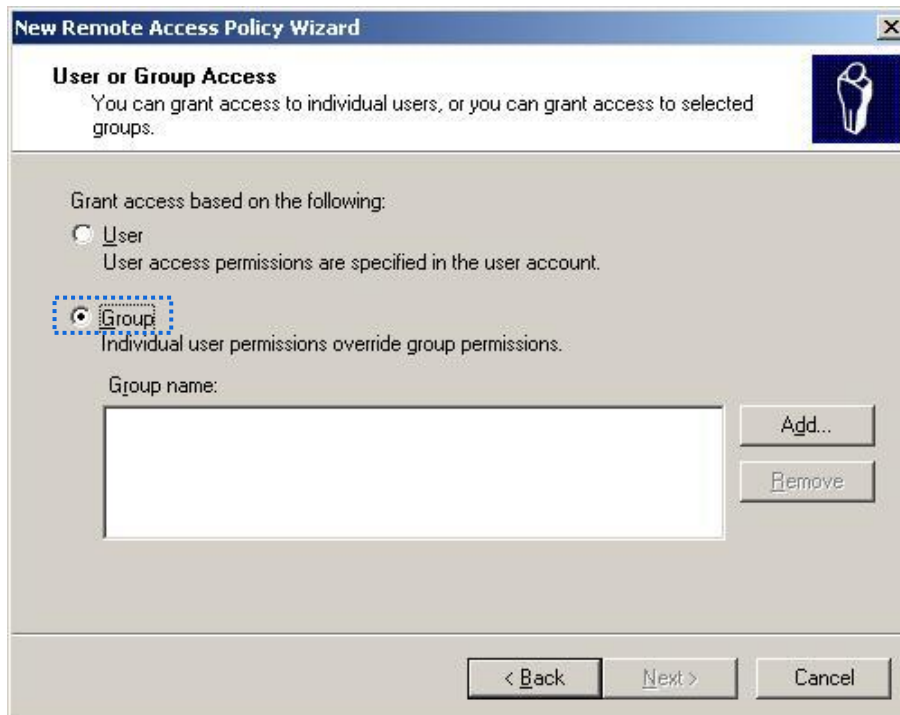 New Remote Access Policy Wizard
User or Group Access
You can grant access to individual users, or you can grant access to selected
groups.
Grant access based on the following:
User
User access permissions are specified in the user account.
Group
Individual user permissions override group permissions.
Group name:
Add...
Remove
< Back
Next >
Cancel